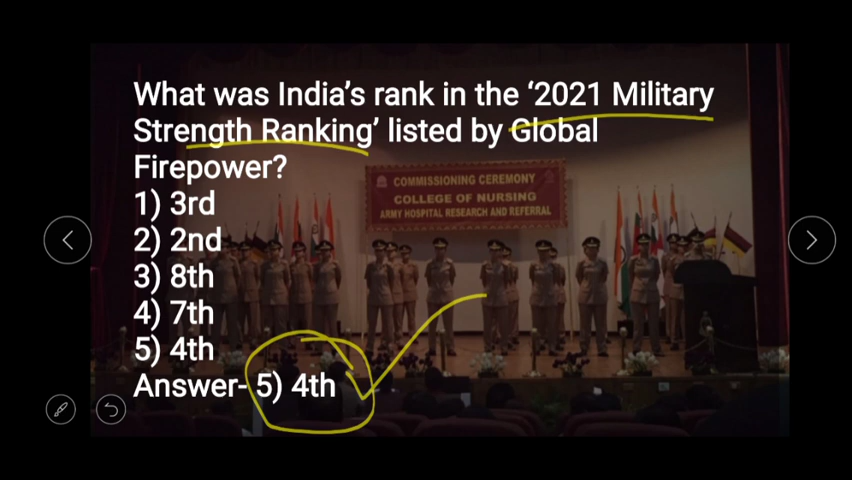 What was India's rank in the ‘2021 Military
Strength Ranking’ listed by Global
Firepower?
1) 3rd
2) 2nd
3) 8th
4) 7th
5) 4th
Answer- 5) 4th
COMMISSIONING CEREMONY
COLLEGE OF NURSING
ARMY HOSPITAL RESEARCH AND REFERRAL